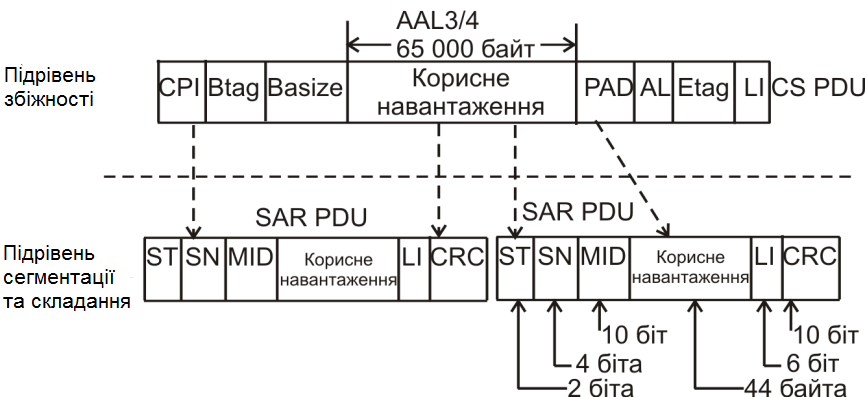 AAL3/4
65 000 байт
Підрівень
збіжності
CPI Btag Basize Корисне
навантаження PAD AL Etag LI CS PDU
SAR PDU SAR PDU
Підрівень
сегментації
та складання
ST SN MID Корисне
навантаження LI CRC
ST SN MID Корисне
навантаження LI CRC
10 біт 10 біт
4 біта 6 біт
2 біта 44 байта